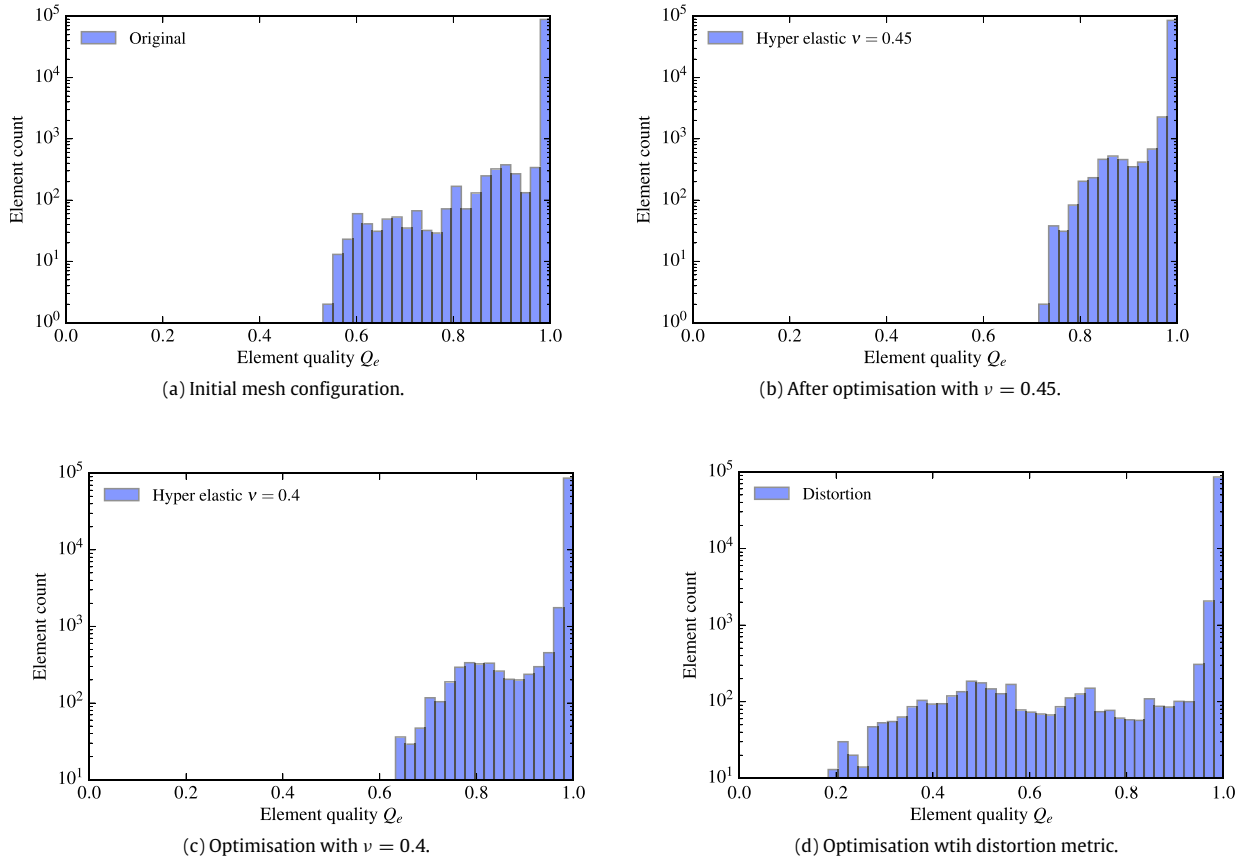 10^5
10^4
10^3
10^2
10^1
10^0
Element count
Original
0.0 0.2 0.4 0.6 0.8 1.0
Element quality Q_e
(a) Initial mesh configuration.
10^5
10^4
10^3
10^2
10^1
10^0
Element count
Hyper elastic ν = 0.45
0.0 0.2 0.4 0.6 0.8 1.0
Element quality Q_e
(b) After optimisation with ν = 0.45.
10^5
10^4
10^3
10^2
10^1
Element count
Hyper elastic ν = 0.4
0.0 0.2 0.4 0.6 0.8 1.0
Element quality Q_e
(c) Optimisation with ν = 0.4.
10^5
10^4
10^3
10^2
10^1
Element count
Distortion
0.0 0.2 0.4 0.6 0.8 1.0
Element quality Q_e
(d) Optimisation wtih distortion metric.